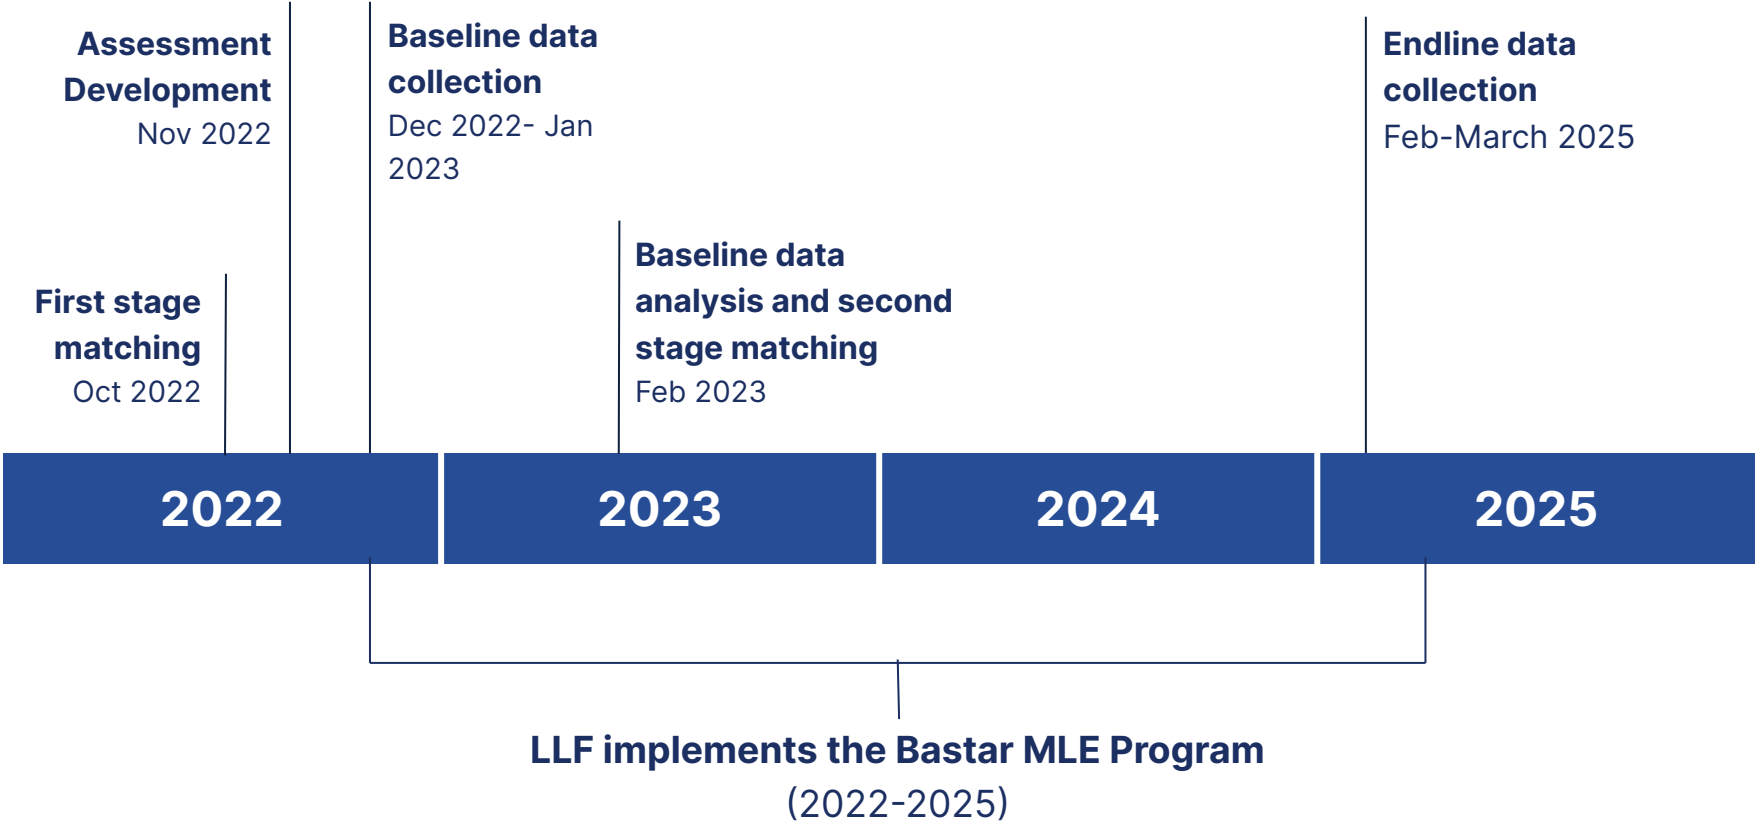 Assessment
Development
Nov 2022
Baseline data
collection
Dec 2022- Jan
2023
Endline data
collection
Feb-March 2025
First stage
matching
Oct 2022
Baseline data
analysis and second
stage matching
Feb 2023
2022
2023
2024
2025
LLF implements the Bastar MLE Program
(2022-2025)